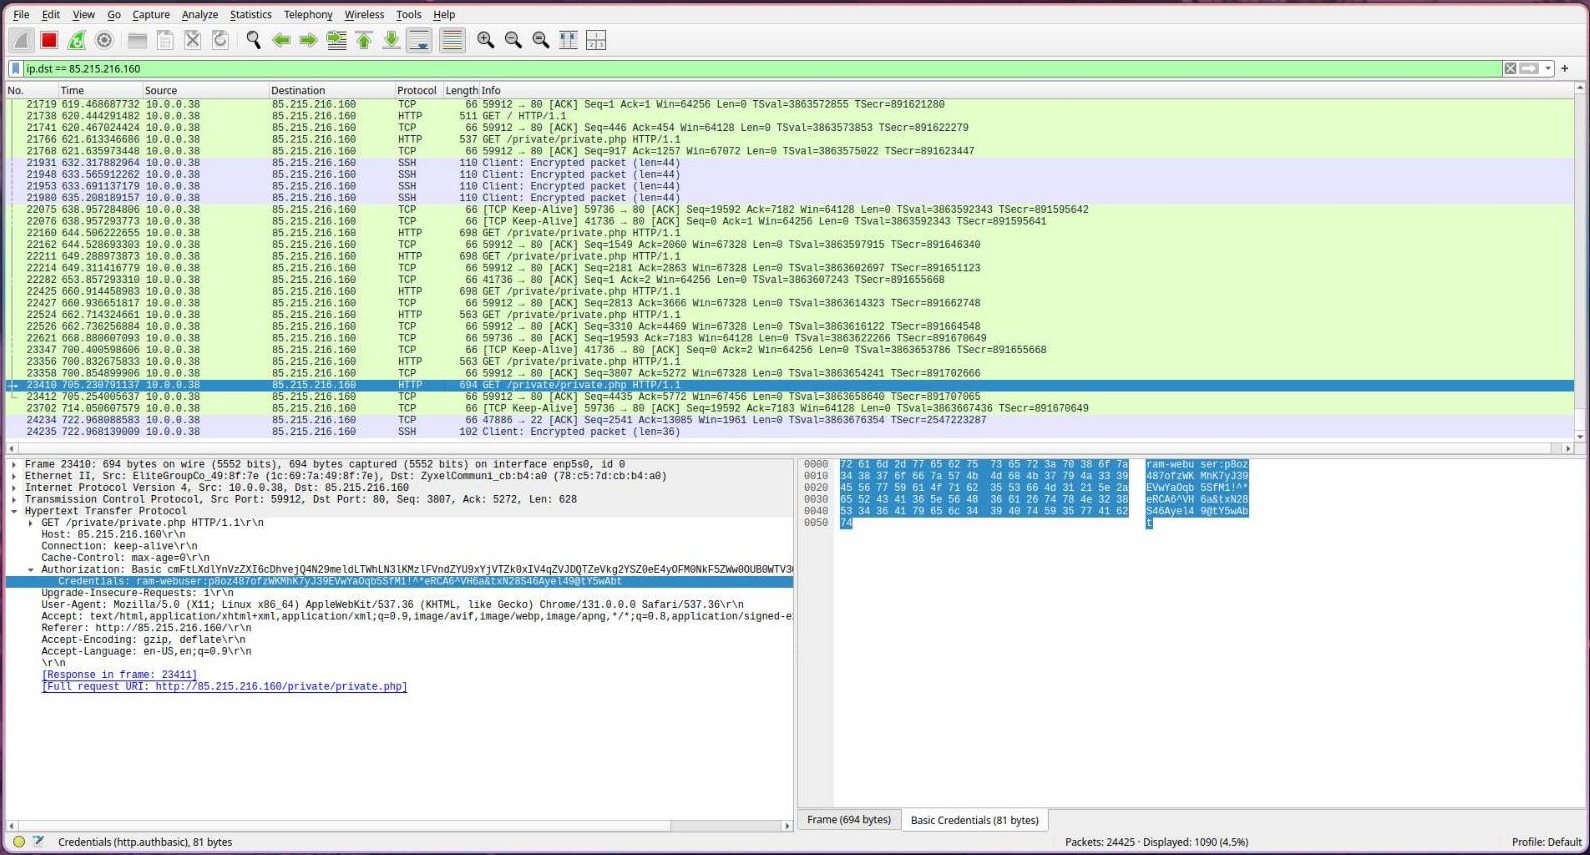 File Edit View Go Capture Analyze Statistics Telephony Wireless Tools Help
ip.dst == 85.215.216.160
No. Time Source Destination Protocol Length Info
21719 619.468687732 10.0.0.38 85.215.216.160 TCP 66 59912 → 80 [ACK] Seq=1 Ack=1 Win=64256 Len=0 TSval=3863572855 TSecr=891621280
21738 620.444291482 10.0.0.38 85.215.216.160 HTTP 511 GET / HTTP/1.1
21741 620.467024424 10.0.0.38 85.215.216.160 TCP 66 59912 → 80 [ACK] Seq=446 Ack=454 Win=64128 Len=0 TSval=3863573853 TSecr=891622279
21766 621.613346686 10.0.0.38 85.215.216.160 HTTP 537 GET /private/private.php HTTP/1.1
21768 621.635973448 10.0.0.38 85.215.216.160 TCP 66 59912 → 80 [ACK] Seq=917 Ack=1257 Win=67072 Len=0 TSval=3863575022 TSecr=891623447
21931 632.317882964 10.0.0.38 85.215.216.160 SSH 110 Client: Encrypted packet (len=44)
21948 633.565912262 10.0.0.38 85.215.216.160 SSH 110 Client: Encrypted packet (len=44)
21953 633.691137179 10.0.0.38 85.215.216.160 SSH 110 Client: Encrypted packet (len=44)
21980 635.208189157 10.0.0.38 85.215.216.160 SSH 110 Client: Encrypted packet (len=44)
22075 638.957284806 10.0.0.38 85.215.216.160 TCP 66 [TCP Keep-Alive] 59736 → 80 [ACK] Seq=19592 Ack=7182 Win=64128 Len=0 TSval=3863592343 TSecr=891595642
22076 638.957293773 10.0.0.38 85.215.216.160 TCP 66 [TCP Keep-Alive] 41736 → 80 [ACK] Seq=0 Ack=1 Win=64256 Len=0 TSval=3863592343 TSecr=891595641
22160 644.506222655 10.0.0.38 85.215.216.160 HTTP 698 GET /private/private.php HTTP/1.1
22162 644.528693303 10.0.0.38 85.215.216.160 TCP 66 59912 → 80 [ACK] Seq=1549 Ack=2060 Win=67328 Len=0 TSval=3863597915 TSecr=891646340
22211 649.288973873 10.0.0.38 85.215.216.160 HTTP 698 GET /private/private.php HTTP/1.1
22214 649.311416779 10.0.0.38 85.215.216.160 TCP 66 59912 → 80 [ACK] Seq=2181 Ack=2863 Win=67328 Len=0 TSval=3863602697 TSecr=891651123
22282 653.857293310 10.0.0.38 85.215.216.160 TCP 66 41736 → 80 [ACK] Seq=1 Ack=2 Win=64256 Len=0 TSval=3863607243 TSecr=891655668
22425 660.914458983 10.0.0.38 85.215.216.160 HTTP 698 GET /private/private.php HTTP/1.1
22427 660.936651817 10.0.0.38 85.215.216.160 TCP 66 59912 → 80 [ACK] Seq=2813 Ack=3666 Win=67328 Len=0 TSval=3863614323 TSecr=891662748
22524 662.714324661 10.0.0.38 85.215.216.160 HTTP 563 GET /private/private.php HTTP/1.1
22526 662.736256884 10.0.0.38 85.215.216.160 TCP 66 59912 → 80 [ACK] Seq=3310 Ack=4469 Win=67328 Len=0 TSval=3863616122 TSecr=891664548
22621 668.880607093 10.0.0.38 85.215.216.160 TCP 66 59736 → 80 [ACK] Seq=19593 Ack=7183 Win=64128 Len=0 TSval=3863622266 TSecr=891670649
23347 700.400598606 10.0.0.38 85.215.216.160 TCP 66 [TCP Keep-Alive] 41736 → 80 [ACK] Seq=0 Ack=2 Win=64256 Len=0 TSval=3863653786 TSecr=891655668
23356 700.832675833 10.0.0.38 85.215.216.160 HTTP 563 GET /private/private.php HTTP/1.1
23358 700.854899906 10.0.0.38 85.215.216.160 TCP 66 59912 → 80 [ACK] Seq=3807 Ack=5272 Win=67328 Len=0 TSval=3863654241 TSecr=891702666
23410 705.230791137 10.0.0.38 85.215.216.160 HTTP 694 GET /private/private.php HTTP/1.1
23412 705.254005637 10.0.0.38 85.215.216.160 TCP 66 59912 → 80 [ACK] Seq=4435 Ack=5772 Win=67456 Len=0 TSval=3863658640 TSecr=891707065
23702 714.050607579 10.0.0.38 85.215.216.160 TCP 66 [TCP Keep-Alive] 59736 → 80 [ACK] Seq=19592 Ack=7183 Win=64128 Len=0 TSval=3863667436 TSecr=891670649
24234 722.968088583 10.0.0.38 85.215.216.160 TCP 66 47886 → 22 [ACK] Seq=2541 Ack=13085 Win=1961 Len=0 TSval=3863676354 TSecr=2547223287
24235 722.968139009 10.0.0.38 85.215.216.160 SSH 102 Client: Encrypted packet (len=36)
Frame 23410: 694 bytes on wire (5552 bits), 694 bytes captured (5552 bits) on interface enp5s0, id 0
Ethernet II, Src: EliteGroupCo_49:8f:7e (1c:69:7a:49:8f:7e), Dst: ZyxelCommuni_cb:b4:a0 (78:c5:7d:cb:b4:a0)
Internet Protocol Version 4, Src: 10.0.0.38, Dst: 85.215.216.160
Transmission Control Protocol, Src Port: 59912, Dst Port: 80, Seq: 3807, Ack: 5272, Len: 628
Hypertext Transfer Protocol
GET /private/private.php HTTP/1.1\r\n
Host: 85.215.216.160\r\n
Connection: keep-alive\r\n
Cache-Control: max-age=0\r\n
Authorization: Basic cmFtLXdlYnVzZXI6cDhvejQ4N29meldLTWhLN3lKMzlFVndZYU9xYjVTZk0xIV4qZVJDQTZeVkg2YSZ0eE4yOFM0NkF5ZWw0OUB0WTV3
Credentials: ram-webuser:p8oz487ofzWKMhK7yJ39EVwYaOqb5SfM1!^*eRCA6^VH6a&txN28S46Ayel49@tY5wAbt
Upgrade-Insecure-Requests: 1\r\n
User-Agent: Mozilla/5.0 (X11; Linux x86_64) AppleWebKit/537.36 (KHTML, like Gecko) Chrome/131.0.0.0 Safari/537.36\r\n
Accept: text/html,application/xhtml+xml,application/xml;q=0.9,image/avif,image/webp,image/apng,*/*;q=0.8,application/signed-e
Referer: http://85.215.216.160/\r\n
Accept-Encoding: gzip, deflate\r\n
Accept-Language: en-US,en;q=0.9\r\n
\r\n
[Response in frame: 23411]
[Full request URI: http://85.215.216.160/private/private.php]
0000 72 61 6d 2d 77 65 62 75 73 65 72 3a 70 38 6f 7a ram-webu ser:p8oz
0010 34 38 37 6f 66 7a 57 4b 4d 68 4b 37 79 4a 33 39 487ofzWK MhK7yJ39
0020 45 56 77 59 61 4f 71 62 35 53 66 4d 31 21 5e 2a EVwYaOqb 5SfM1!^*
0030 65 52 43 41 36 5e 56 48 36 61 26 74 78 4e 32 38 eRCA6^VH 6a&txN28
0040 53 34 36 41 79 65 6c 34 39 40 74 59 35 77 41 62 S46Ayel4 9@tY5wAb
0050 74 t
Frame (694 bytes) Basic Credentials (81 bytes)
Credentials (http.authbasic), 81 bytes Packets: 24425 · Displayed: 1090 (4.5%) Profile: Default